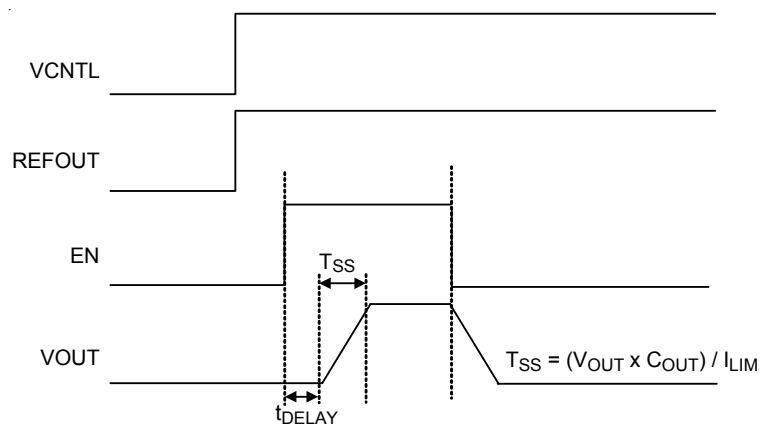 VCNTL
REFOUT
EN
TSS
VOUT
TSS = (VOUT x COUT) / ILIM
tDELAY